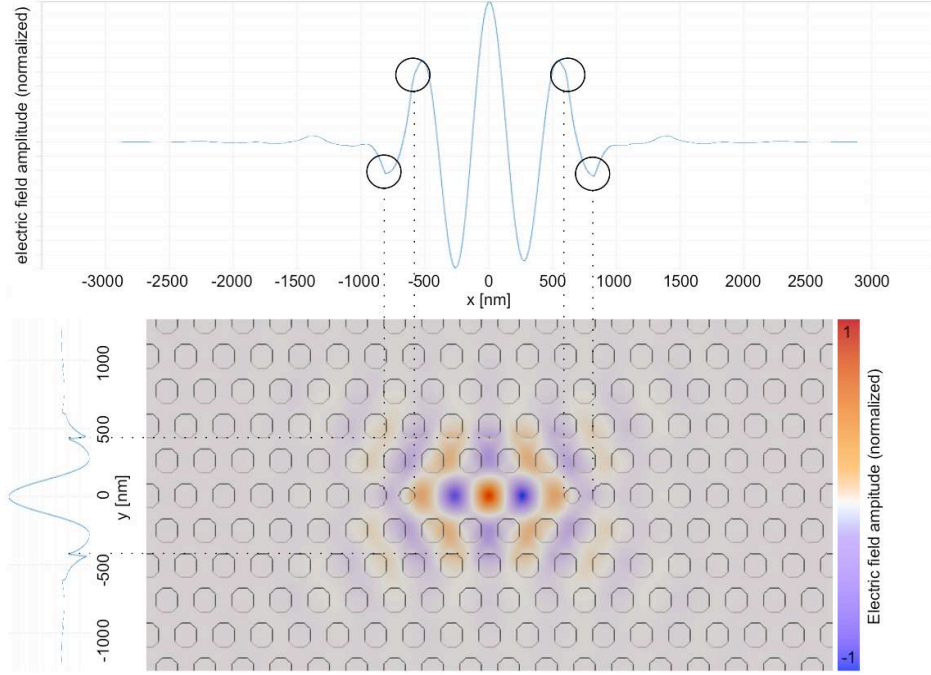 electric field amplitude (normalized)
-3000 -2500 -2000 -1500 -1000 -500 0 500 1000 1500 2000 2500 3000
x [nm]
1000
500
0
-500
-1000
y [nm]
1
-1
Electric field amputitde (normalized)